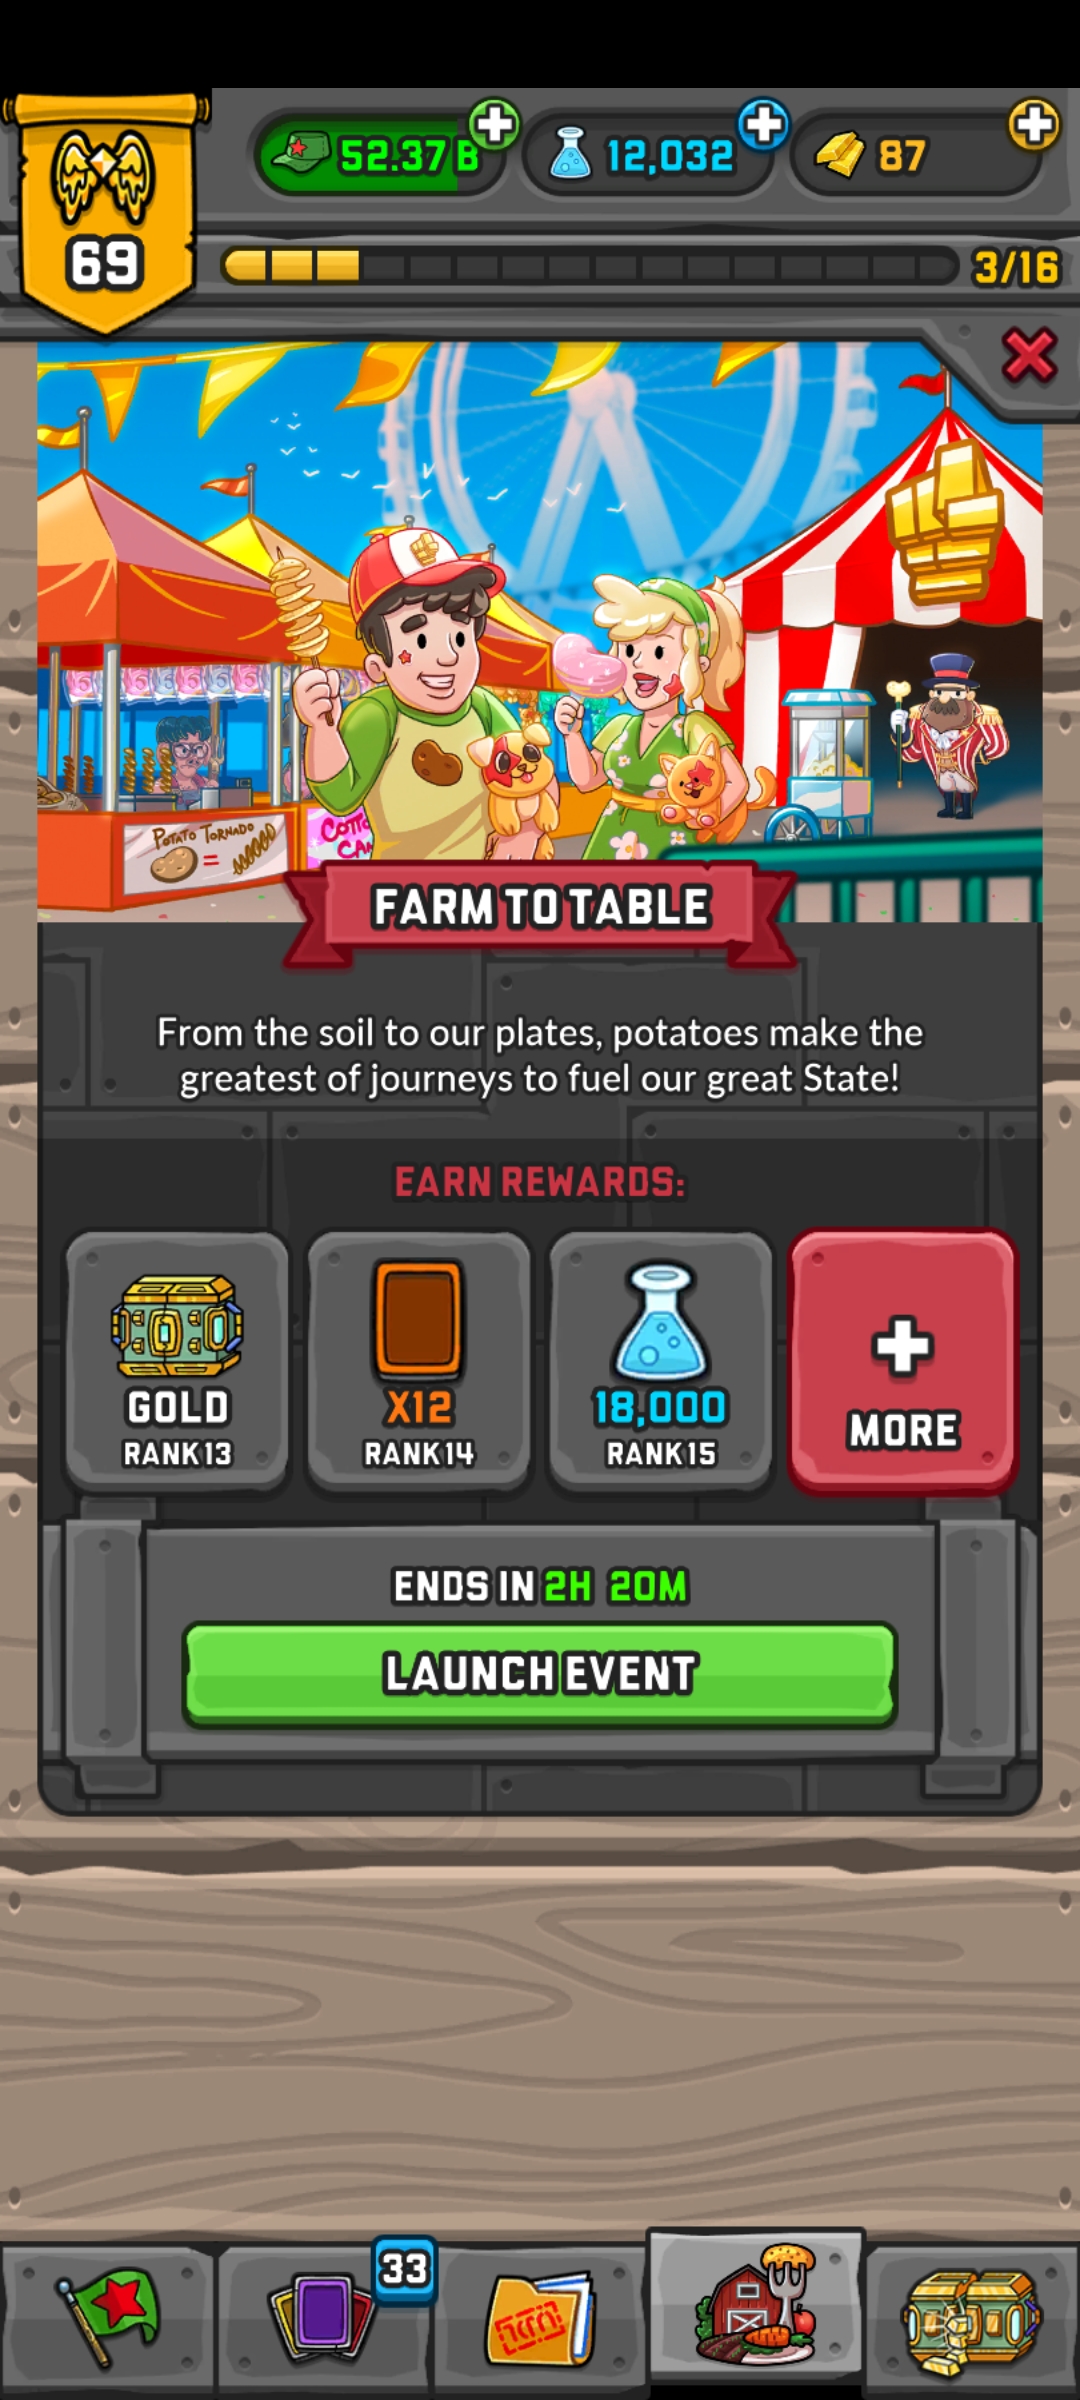 52.37 B
12,032
87
69
3/16
POTATO TORNADO
=
COTTO
CAN
FARM TO TABLE
From the soil to our plates, potatoes make the
greatest of journeys to fuel our great State!
EARN REWARDS:
GOLD
RANK 13
X12
RANK 14
18,000
RANK 15
MORE
ENDS IN 2H 20M
LAUNCH EVENT
33